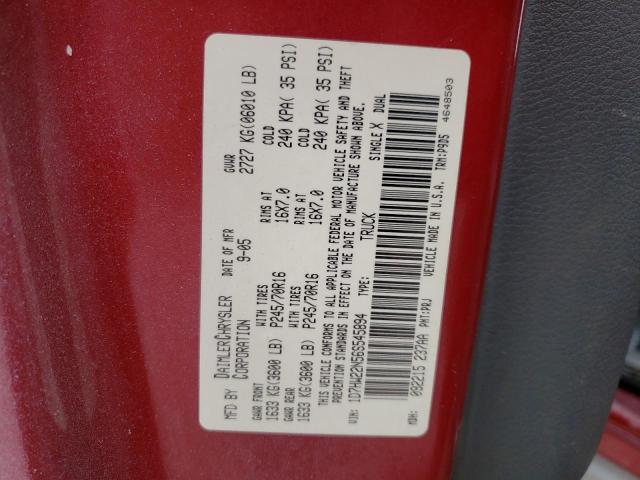 MFD BY DAIMLERCHRYSLER CORPORATION DATE OF MFR 9-05 GVWR 2727 KG(06010 LB)
GAWR FRONT WITH TIRES RIMS AT COLD
1633 KG(3600 LB) P245/70R16 16X7.0 240 KPA( 35 PSI)
GAWR REAR WITH TIRES RIMS AT COLD
1633 KG(3600 LB) P245/70R16 16X7.0 240 KPA( 35 PSI)
THIS VEHICLE CONFORMS TO ALL APPLICABLE FEDERAL MOTOR VEHICLE SAFETY AND THEFT
PREVENTION STANDARDS IN EFFECT ON THE DATE OF MANUFACTURE SHOWN ABOVE.
VIN: 1D7HW22N56S545894 TYPE: TRUCK SINGLE X DUAL
MDH: 092215 237AA PNT:PRJ VEHICLE MADE IN U.S.A. TRM:P9D5 4648503